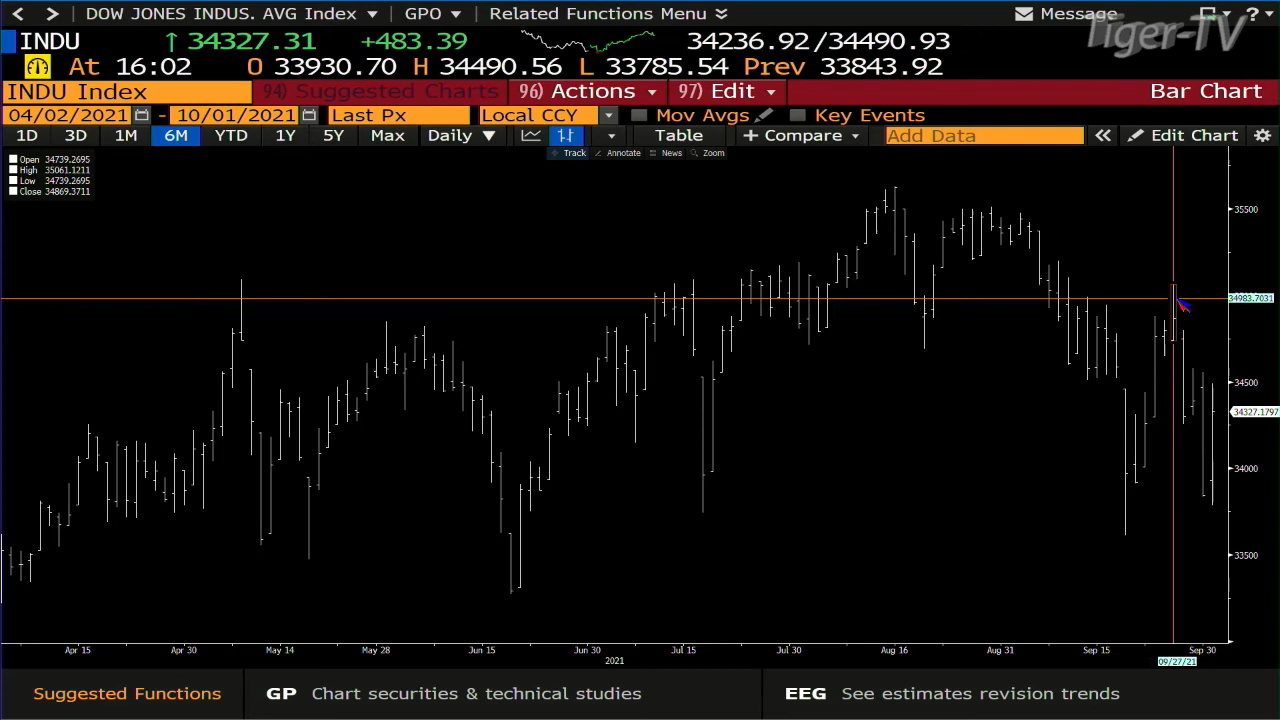 DOW JONES INDUS. AVG Index GPO Related Functions Menu Message ?
Tiger-TV
INDU ↑ 34327.31 +483.39 34236.92/34490.93
At 16:02 O 33930.70 H 34490.56 L 33785.54 Prev 33843.92
INDU Index 94) Suggested Charts 96) Actions 97) Edit Bar Chart
04/02/2021 - 10/01/2021 Last Px Local CCY Mov Avgs Key Events
1D 3D 1M 6M YTD 1Y 5Y Max Daily Table + Compare Add Data Edit Chart
Track Annotate News Zoom
Open 34739.2695
High 35061.1211
Low 34739.2695
Close 34869.3711
35500
34983.7031
34500
34327.1797
34000
33500
Apr 15 Apr 30 May 14 May 28 Jun 15 Jun 30 Jul 15 Jul 30 Aug 16 Aug 31 Sep 15 Sep 30
2021 09/27/21
Suggested Functions GP Chart securities & technical studies EEG See estimates revision trends